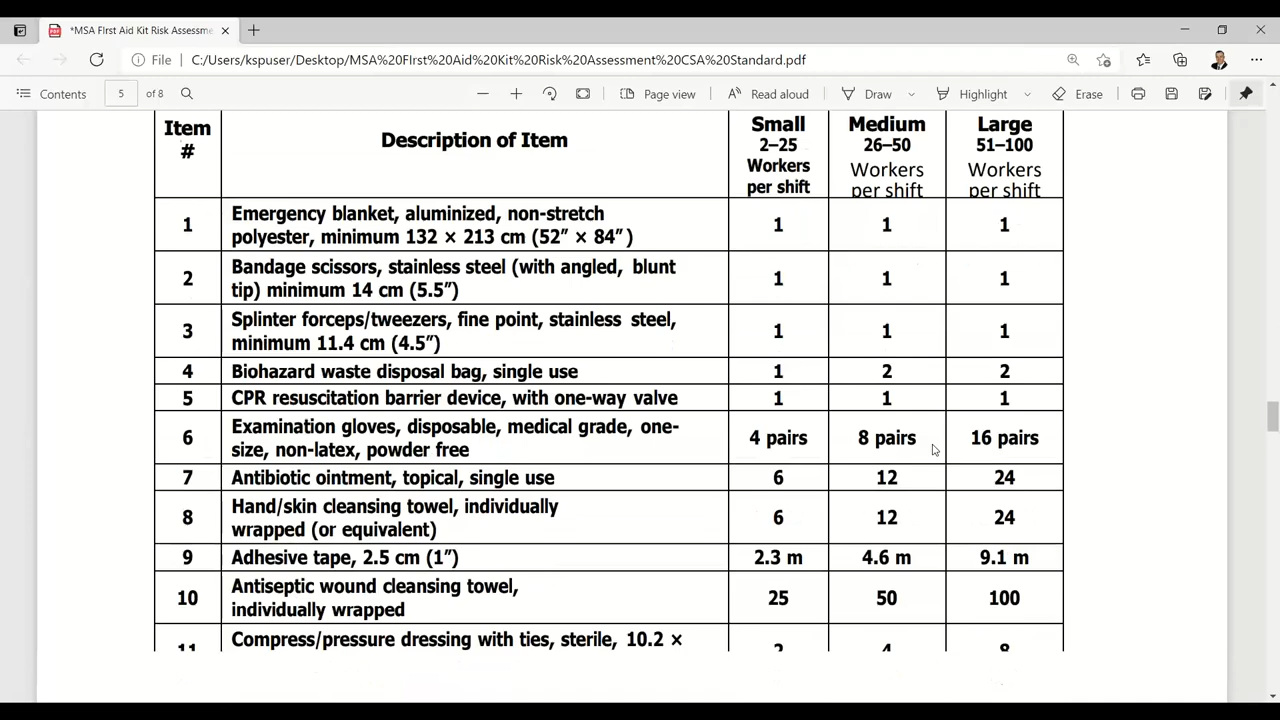 *MSA FIrst Aid Kit Risk Assessm
File
C:/Users/kspuser/Desktop/MSA%20FIrst%20Aid%20Kit%20Risk%20Assessment%20CSA%20Standard.pdf
Contents
5
of 8
Page view
Read aloud
Draw
Highlight
Erase
Item
#
Description of Item
Small
2–25
Workers
per shift
Medium
26–50
Workers
per shift
Large
51–100
Workers
per shift
1
Emergency blanket, aluminized, non-stretch
polyester, minimum 132 × 213 cm (52″ × 84″)
1
1
1
2
Bandage scissors, stainless steel (with angled, blunt
tip) minimum 14 cm (5.5″)
1
1
1
3
Splinter forceps/tweezers, fine point, stainless steel,
minimum 11.4 cm (4.5″)
1
1
1
4
Biohazard waste disposal bag, single use
1
2
2
5
CPR resuscitation barrier device, with one-way valve
1
1
1
6
Examination gloves, disposable, medical grade, one-
size, non-latex, powder free
4 pairs
8 pairs
16 pairs
7
Antibiotic ointment, topical, single use
6
12
24
8
Hand/skin cleansing towel, individually
wrapped (or equivalent)
6
12
24
9
Adhesive tape, 2.5 cm (1″)
2.3 m
4.6 m
9.1 m
10
Antiseptic wound cleansing towel,
individually wrapped
25
50
100
11
Compress/pressure dressing with ties, sterile, 10.2 ×
2
4
8